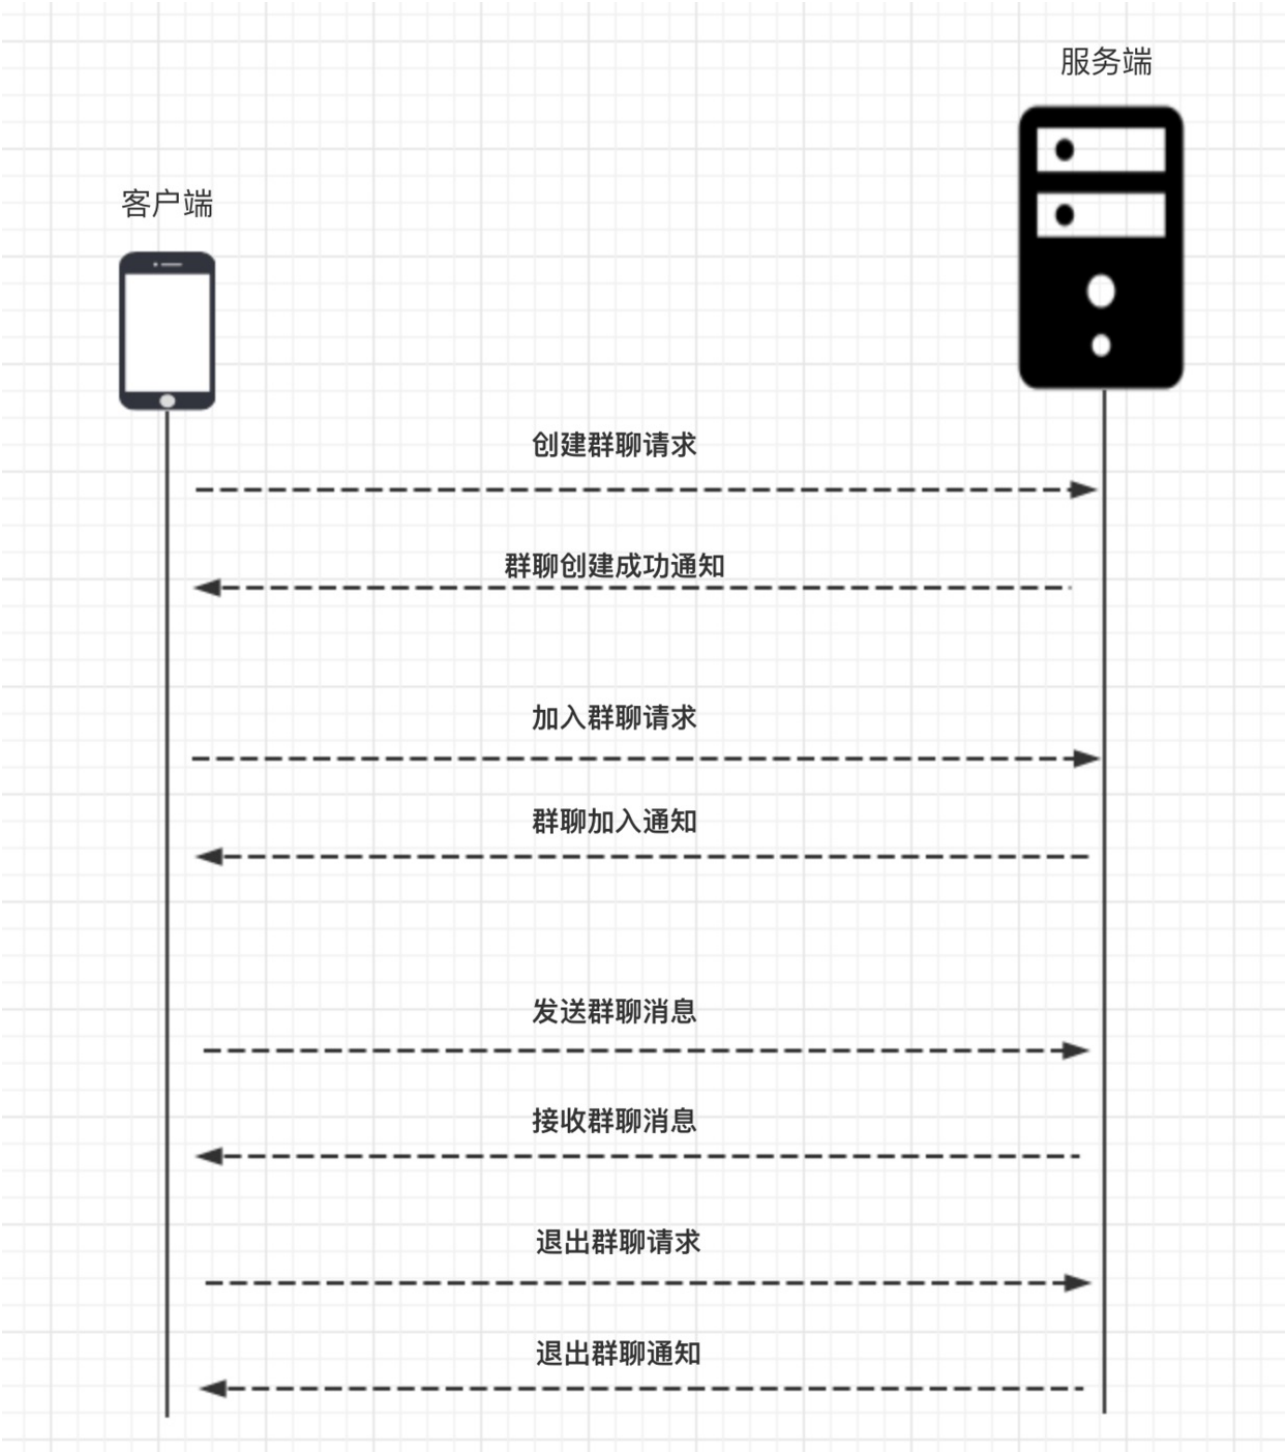 服务端
客户端
创建群聊请求
群聊创建成功通知
加入群聊请求
群聊加入通知
发送群聊消息
接收群聊消息
退出群聊请求
退出群聊通知